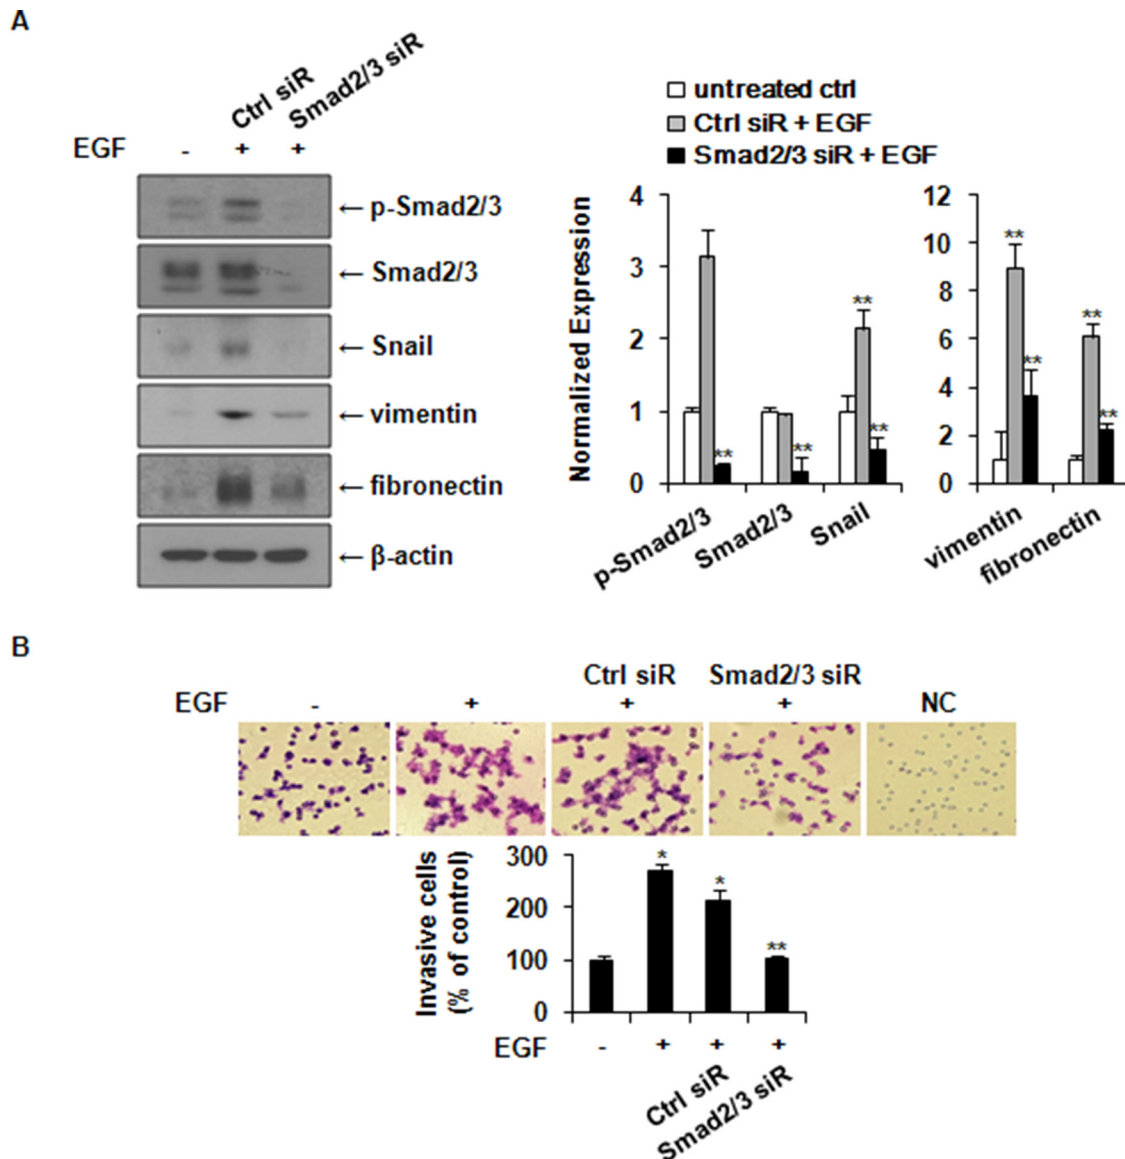 A
Ctrl siR
Smad2/3 siR
EGF - + +
← p-Smad2/3
← Smad2/3
← Snail
← vimentin
← fibronectin
← β-actin
untreated ctrl
Ctrl siR + EGF
Smad2/3 siR + EGF
Normalized Expression
4
3
2
1
0
**
**
**
**
p-Smad2/3
Smad2/3
Snail
12
10
8
6
4
2
0
**
**
**
**
vimentin
fibronectin
B
Ctrl siR Smad2/3 siR
EGF - + + + NC
Invasive cells
(% of control)
300
200
100
0
*
*
**
EGF - + + +
Ctrl siR
Smad2/3 siR